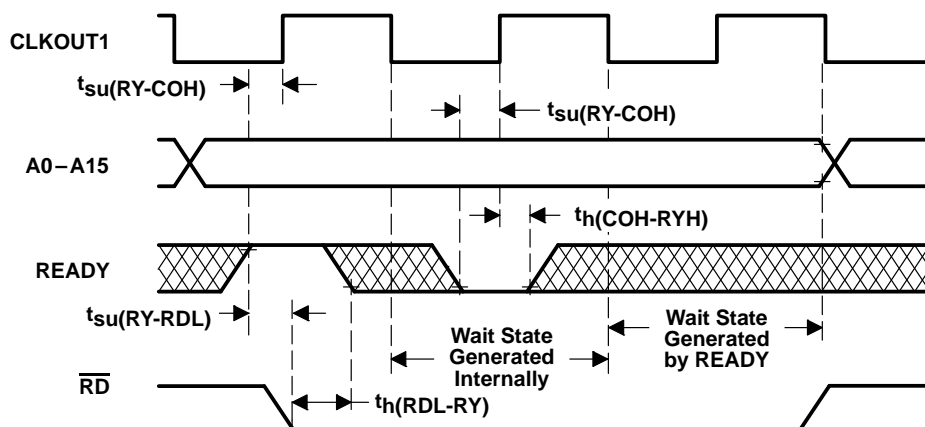 CLKOUT1
tsu(RY-COH)
tsu(RY-COH)
A0–A15
th(COH-RYH)
READY
tsu(RY-RDL)
Wait State
Generated
Internally
Wait State
Generated
by READY
RD
th(RDL-RY)